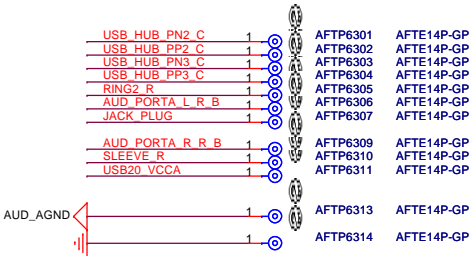 USB_HUB_PN2_C 1 AFTP6301 AFTE14P-GP
USB_HUB_PP2_C 1 AFTP6302 AFTE14P-GP
USB_HUB_PN3_C 1 AFTP6303 AFTE14P-GP
USB_HUB_PP3_C 1 AFTP6304 AFTE14P-GP
RING2_R 1 AFTP6305 AFTE14P-GP
AUD_PORTA_L_R_B 1 AFTP6306 AFTE14P-GP
JACK_PLUG 1 AFTP6307 AFTE14P-GP
AUD_PORTA_R_R_B 1 AFTP6309 AFTE14P-GP
SLEEVE_R 1 AFTP6310 AFTE14P-GP
USB20_VCCA 1 AFTP6311 AFTE14P-GP
AUD_AGND 1 AFTP6313 AFTE14P-GP
1 AFTP6314 AFTE14P-GP